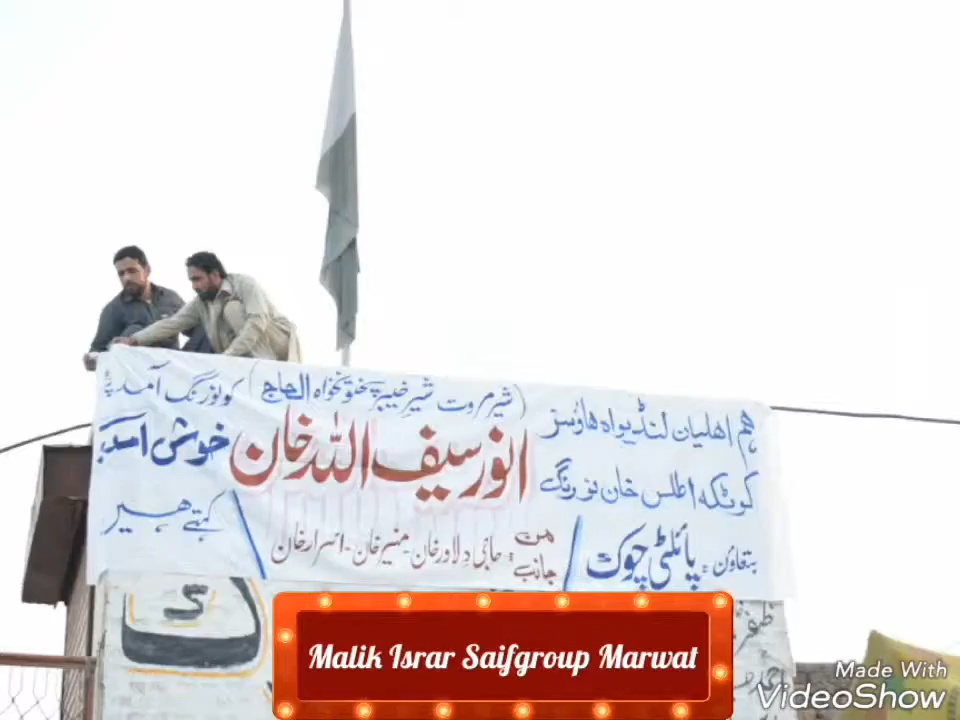 ہم اہلیان لنڈیواہ ہاؤسز
کوٹکہ اطلس خان نورنگ
بتعاون: پائلٹی چوک
(شیر مروت شیر خیبر پختونخواہ الحاج)
انور سیف اللہ خان
من جانب: حاجی دلاور خان - منیر خان - اسرار خان
کو نورنگ آمد پر
خوش آمدید
کہتے ہیں
Malik Israr Saifgroup Marwat
Made With
VideoShow